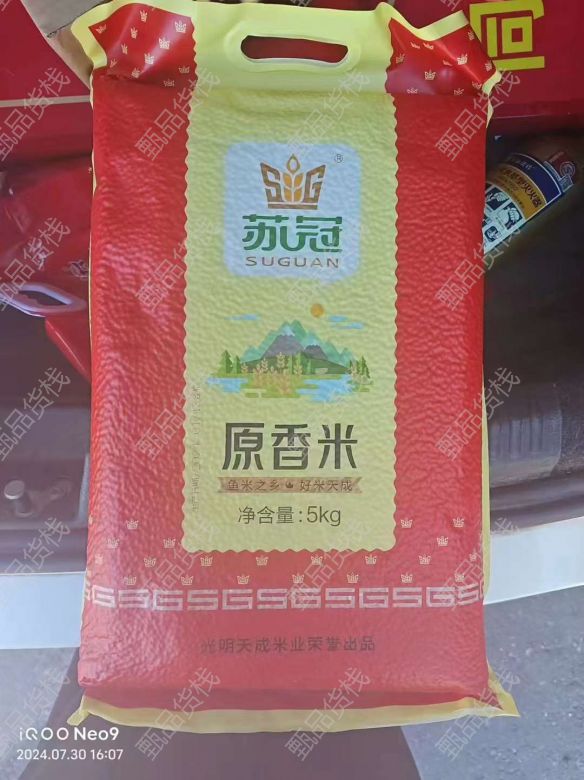 SG
®
苏冠
SUGUAN
原香米
鱼米之乡 好米天成
净含量:5kg
SGSGSGSGSGSGSG
光明天成米业荣誉出品
iQOO Neo9
2024.07.30 16:07
甄品货栈